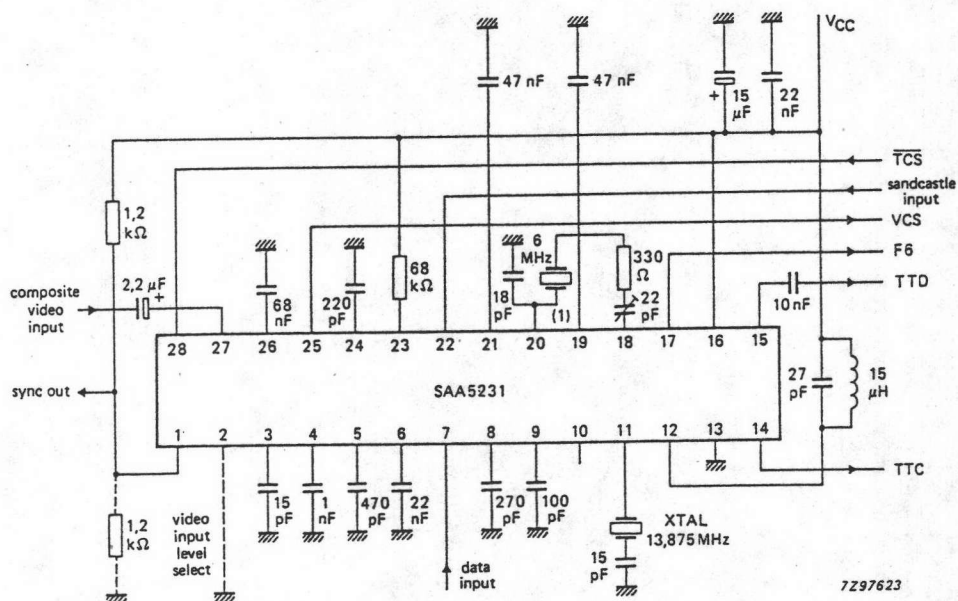 VCC
47 nF
47 nF
+
15
µF
22
nF
TCS
sandcastle
input
VCS
F6
TTD
10 nF
1,2
kΩ
2,2 µF
+
composite
video
input
68
nF
220
pF
68
kΩ
18
pF
6
MHz
(1)
330
Ω
22
pF
28
27
26
25
24
23
22
21
20
19
18
17
16
15
SAA5231
27
pF
15
µH
sync out
1
2
3
4
5
6
7
8
9
10
11
12
13
14
TTC
1,2
kΩ
video
input
level
select
15
pF
1
nF
470
pF
22
nF
data
input
270
pF
100
pF
XTAL
13,875 MHz
15
pF
7Z97623